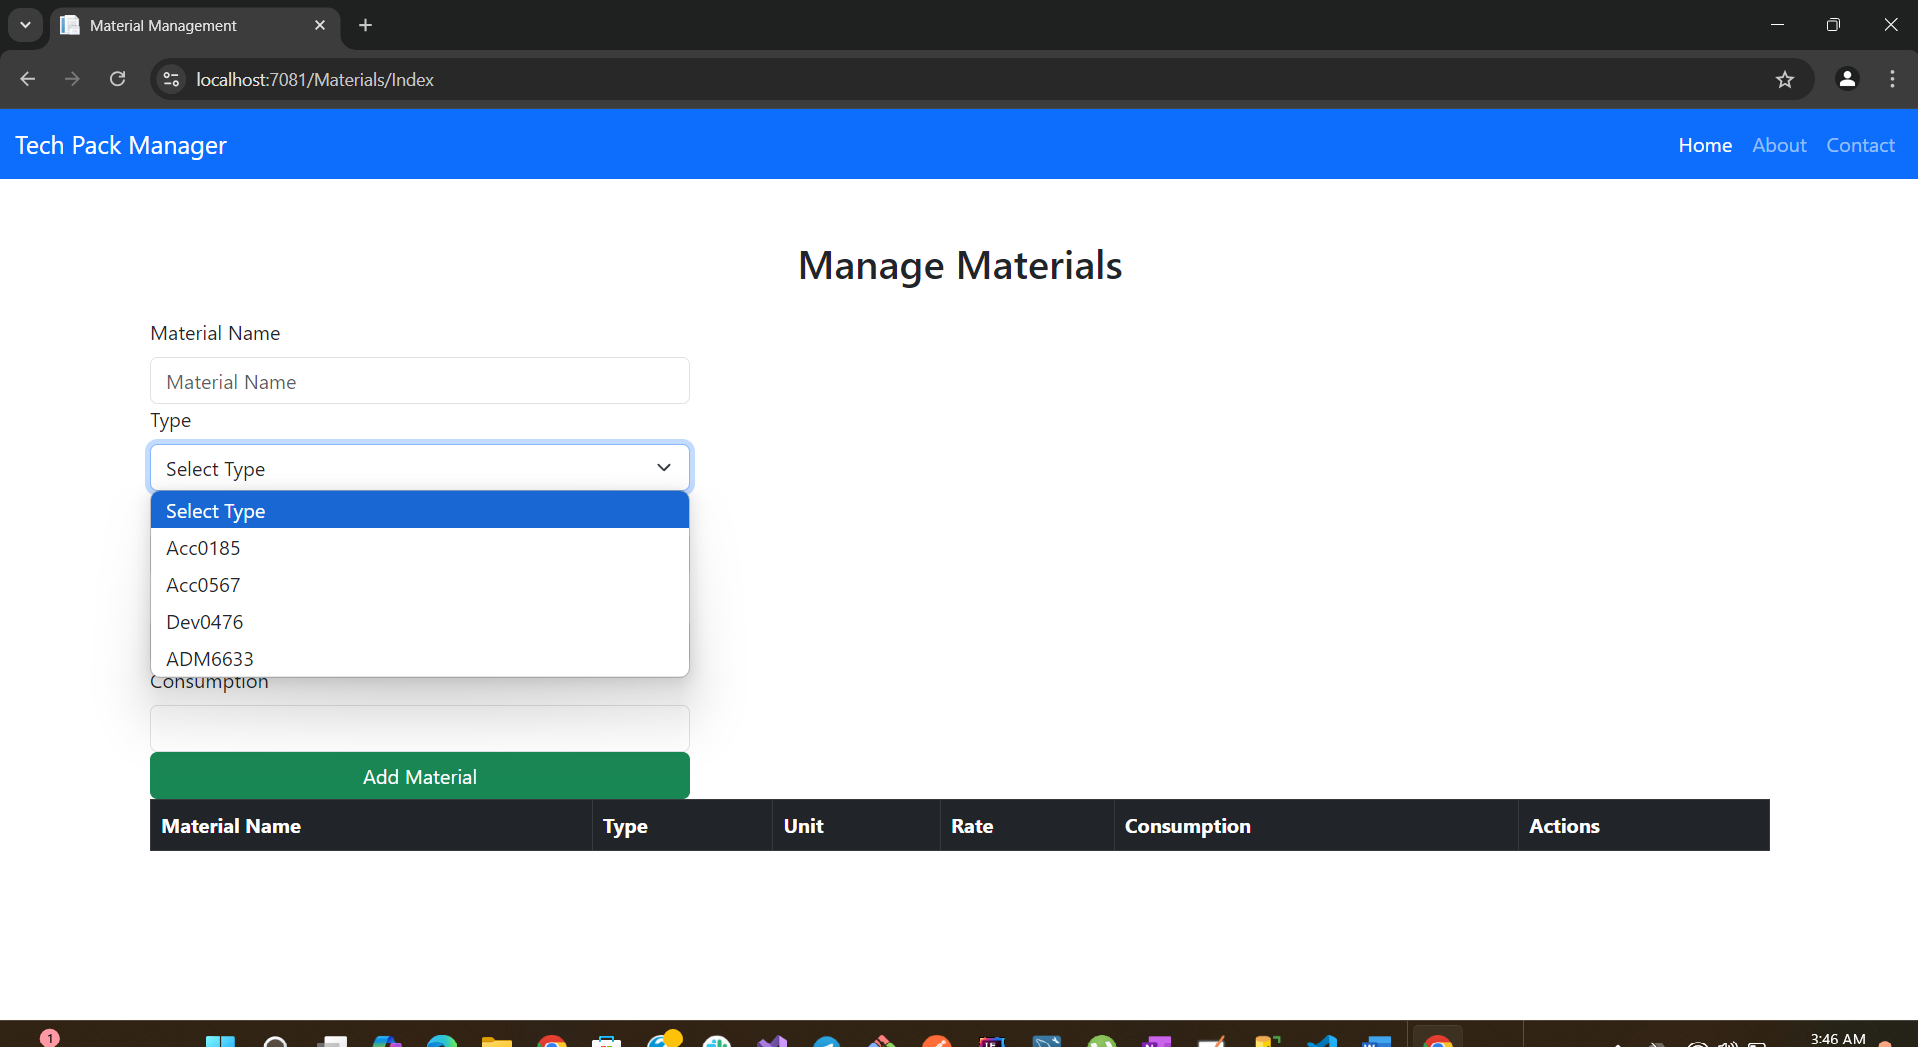 Material Management
localhost:7081/Materials/Index
Tech Pack Manager
Home About Contact
Manage Materials
Material Name
Material Name
Type
Select Type
Select Type
Acc0185
Acc0567
Dev0476
ADM6633
Consumption
Add Material
Material Name Type Unit Rate Consumption Actions
1
3:46 AM